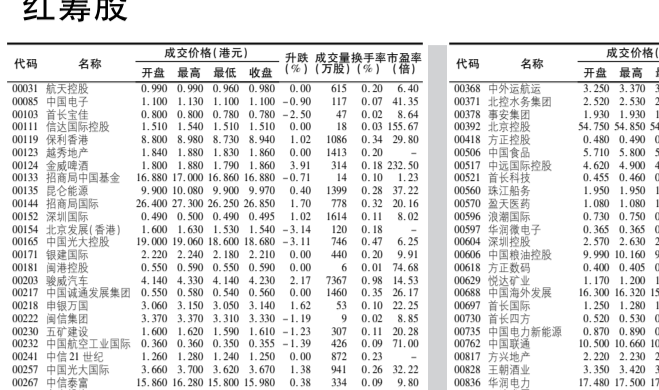 红筹股
代码 名称 成交价格(港元) 升跌(%) 成交量(万股) 换手率(%) 市盈率(倍)
开盘 最高 最低 收盘
00031 航天控股 0.990 0.990 0.960 0.980 0.00 615 0.20 6.40
00085 中国电子 1.100 1.130 1.100 1.100 -0.90 117 0.07 41.35
00103 首长宝佳 0.800 0.800 0.780 0.780 -2.50 47 0.02 8.64
00111 信达国际控股 1.510 1.540 1.510 1.510 0.00 18 0.03 155.67
00119 保利香港 8.800 8.980 8.730 8.940 1.02 1086 0.34 29.80
00123 越秀地产 1.840 1.880 1.830 1.860 0.00 1413 0.20 -
00124 金威啤酒 1.800 1.880 1.790 1.860 3.91 314 0.18 232.50
00133 招商局中国基金 16.880 17.000 16.860 16.880 -0.71 14 0.10 1.23
00135 昆仑能源 9.900 10.080 9.900 9.970 0.40 1399 0.28 37.22
00144 招商局国际 26.400 27.300 26.250 26.850 1.70 778 0.32 20.16
00152 深圳国际 0.490 0.500 0.490 0.495 1.02 1614 0.11 8.02
00154 北京发展(香港) 1.600 1.630 1.530 1.540 -3.14 120 0.18 -
00165 中国光大控股 19.000 19.060 18.600 18.680 -3.11 746 0.47 6.25
00171 银建国际 2.220 2.240 2.180 2.210 0.00 440 0.20 9.91
00181 闽港控股 0.550 0.590 0.550 0.590 0.00 6 0.01 74.68
00203 骏威汽车 4.140 4.330 4.140 4.230 2.17 7367 0.98 14.53
00217 中国诚通发展集团 0.550 0.580 0.540 0.560 0.00 1460 0.35 26.17
00218 申银万国 3.060 3.150 3.050 3.140 1.62 53 0.10 22.25
00222 闽信集团 3.370 3.370 3.310 3.330 -1.19 9 0.02 8.85
00230 五矿建设 1.600 1.620 1.590 1.610 -1.23 307 0.11 20.28
00232 中国航空工业国际 0.360 0.360 0.350 0.355 -1.39 426 0.09 71.00
00241 中信21世纪 1.260 1.280 1.240 1.250 0.00 872 0.23 -
00257 中国光大国际 3.660 3.700 3.620 3.670 1.38 941 0.26 32.22
00267 中信泰富 15.860 16.280 15.800 15.980 0.38 334 0.09 9.80
代码 名称 成交价格(
开盘 最高
00368 中外运航运 3.250 3.370
00371 北控水务集团 2.520 2.530
00378 事安集团 1.930 1.930
00392 北京控股 54.750 54.850
00418 方正控股 0.480 0.490
00506 中国食品 5.710 5.800
00517 中远国际控股 4.620 4.900
00521 首长科技 0.455 0.460
00560 珠江船务 1.950 1.950
00570 盈天医药 1.080 1.080
00596 浪潮国际 0.730 0.750
00597 华润微电子 0.365 0.365
00604 深圳控股 2.570 2.630
00606 中国粮油控股 9.990 10.160
00618 方正数码 0.400 0.405
00629 悦达矿业 1.170 1.200
00688 中国海外发展 16.300 16.320
00697 首长国际 1.250 1.280
00730 首长四方 0.520 0.530
00735 中国电力新能源 0.870 0.890
00762 中国联通 10.500 10.660
00817 方兴地产 2.220 2.230
00828 王朝酒业 3.350 3.420
00836 华润电力 17.480 17.500